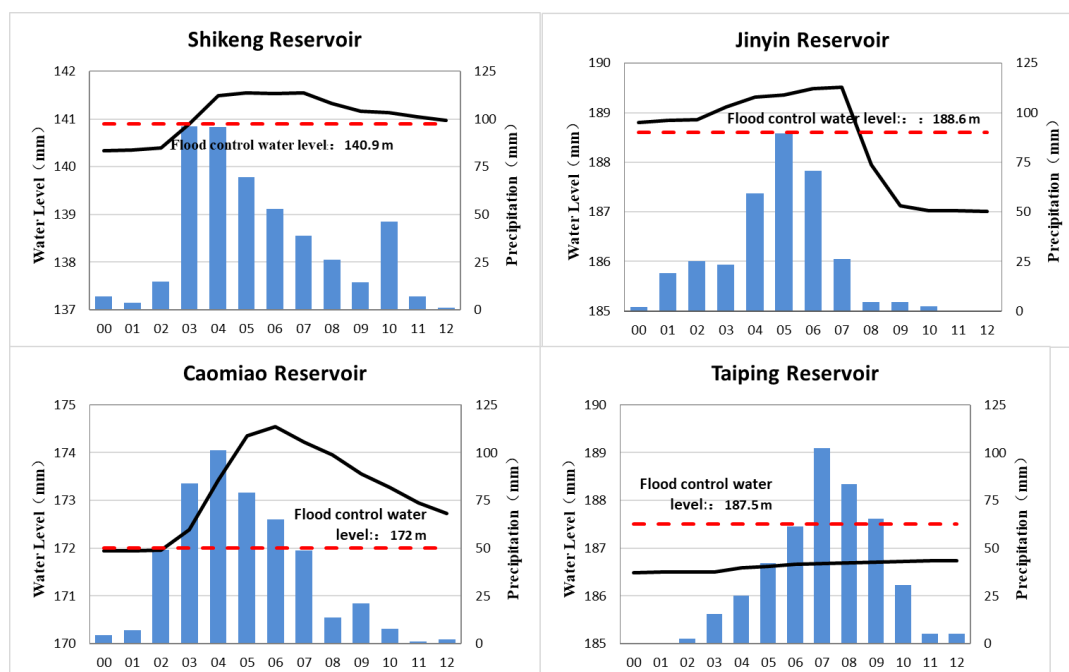 Shikeng Reservoir
Water Level（mm）
142
141
140
139
138
137
Flood control water level：140.9 m
125
100
75
50
25
0
Precipitation（mm）
00 01 02 03 04 05 06 07 08 09 10 11 12
Jinyin Reservoir
Water Level（mm）
190
189
188
187
186
185
Flood control water level:：：188.6 m
125
100
75
50
25
0
Precipitation（mm）
00 01 02 03 04 05 06 07 08 09 10 11 12
Caomiao Reservoir
Water Level（mm）
175
174
173
172
171
170
Flood control water
level:：172 m
125
100
75
50
25
0
Precipitation（mm）
00 01 02 03 04 05 06 07 08 09 10 11 12
Taiping Reservoir
Water Level（mm）
190
189
188
187
186
185
Flood control water
level:：187.5 m
125
100
75
50
25
0
Precipitation（mm）
00 01 02 03 04 05 06 07 08 09 10 11 12